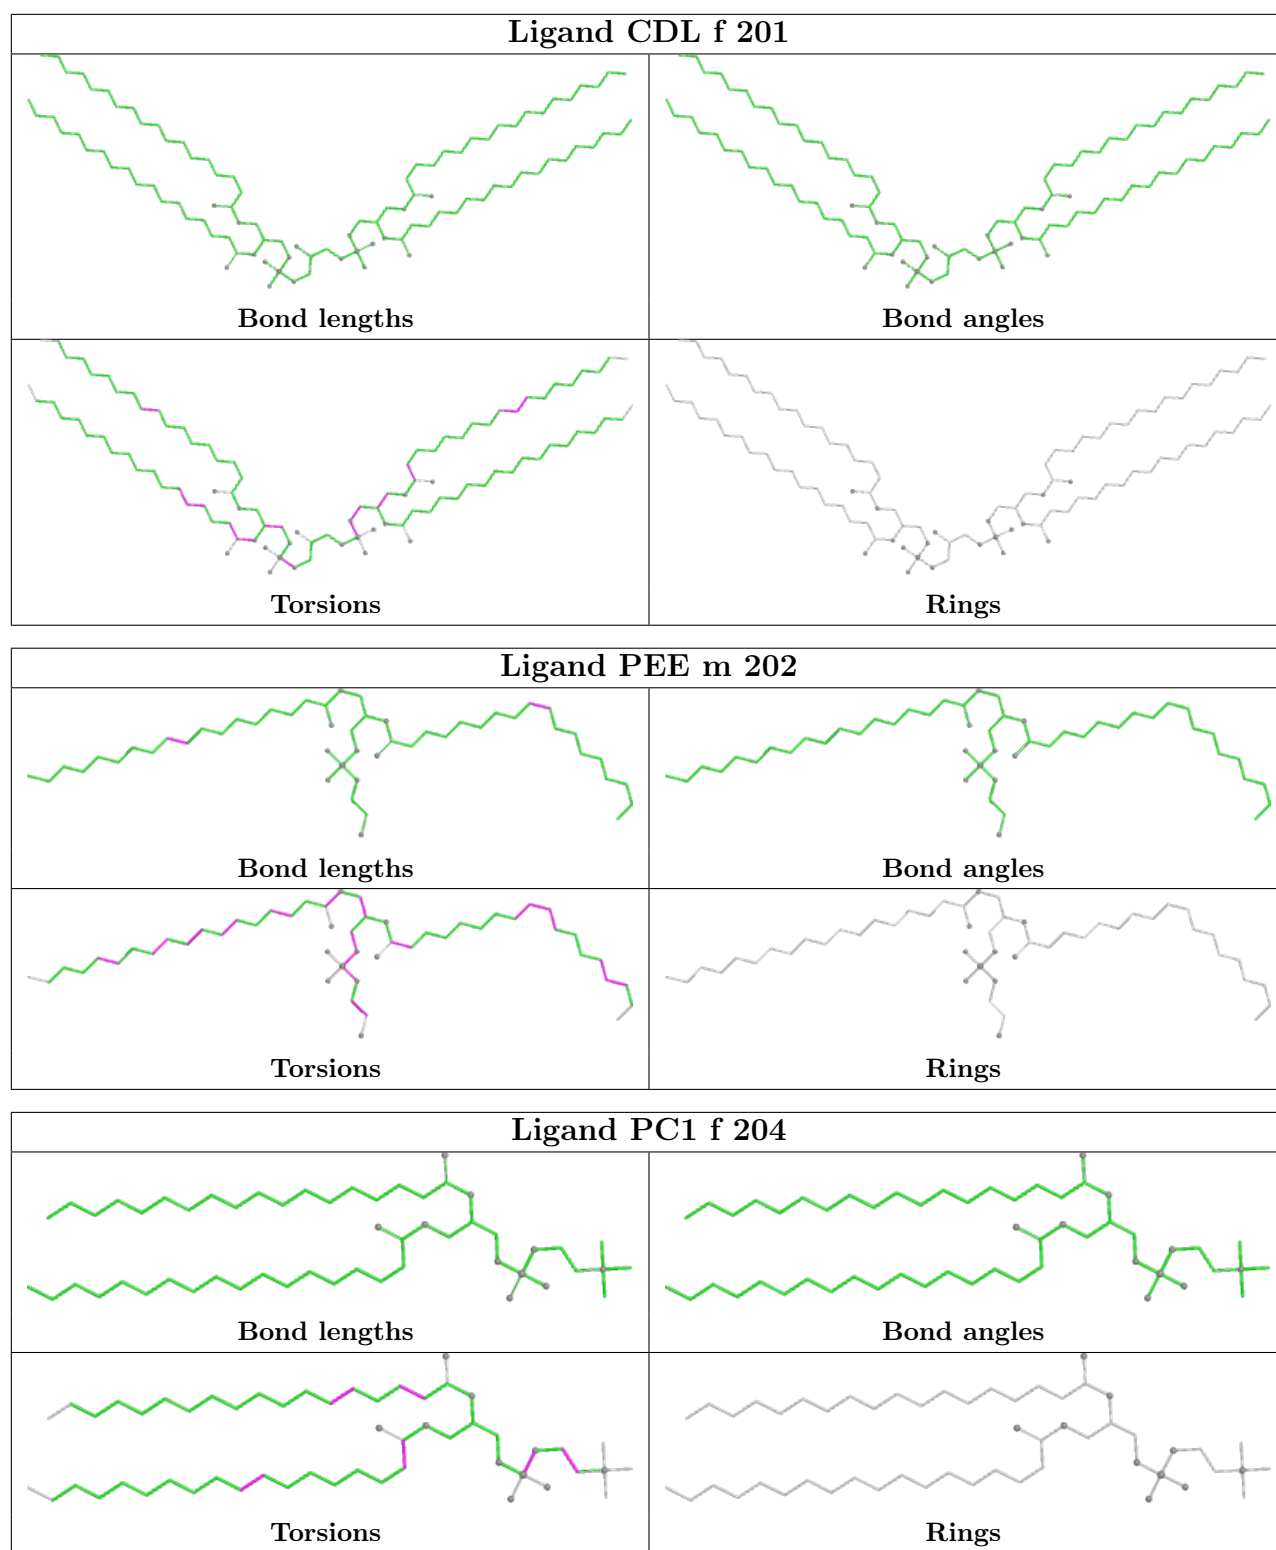 Ligand CDL f 201
Bond lengths
Bond angles
Torsions
Rings
Ligand PEE m 202
Bond lengths
Bond angles
Torsions
Rings
Ligand PC1 f 204
Bond lengths
Bond angles
Torsions
Rings